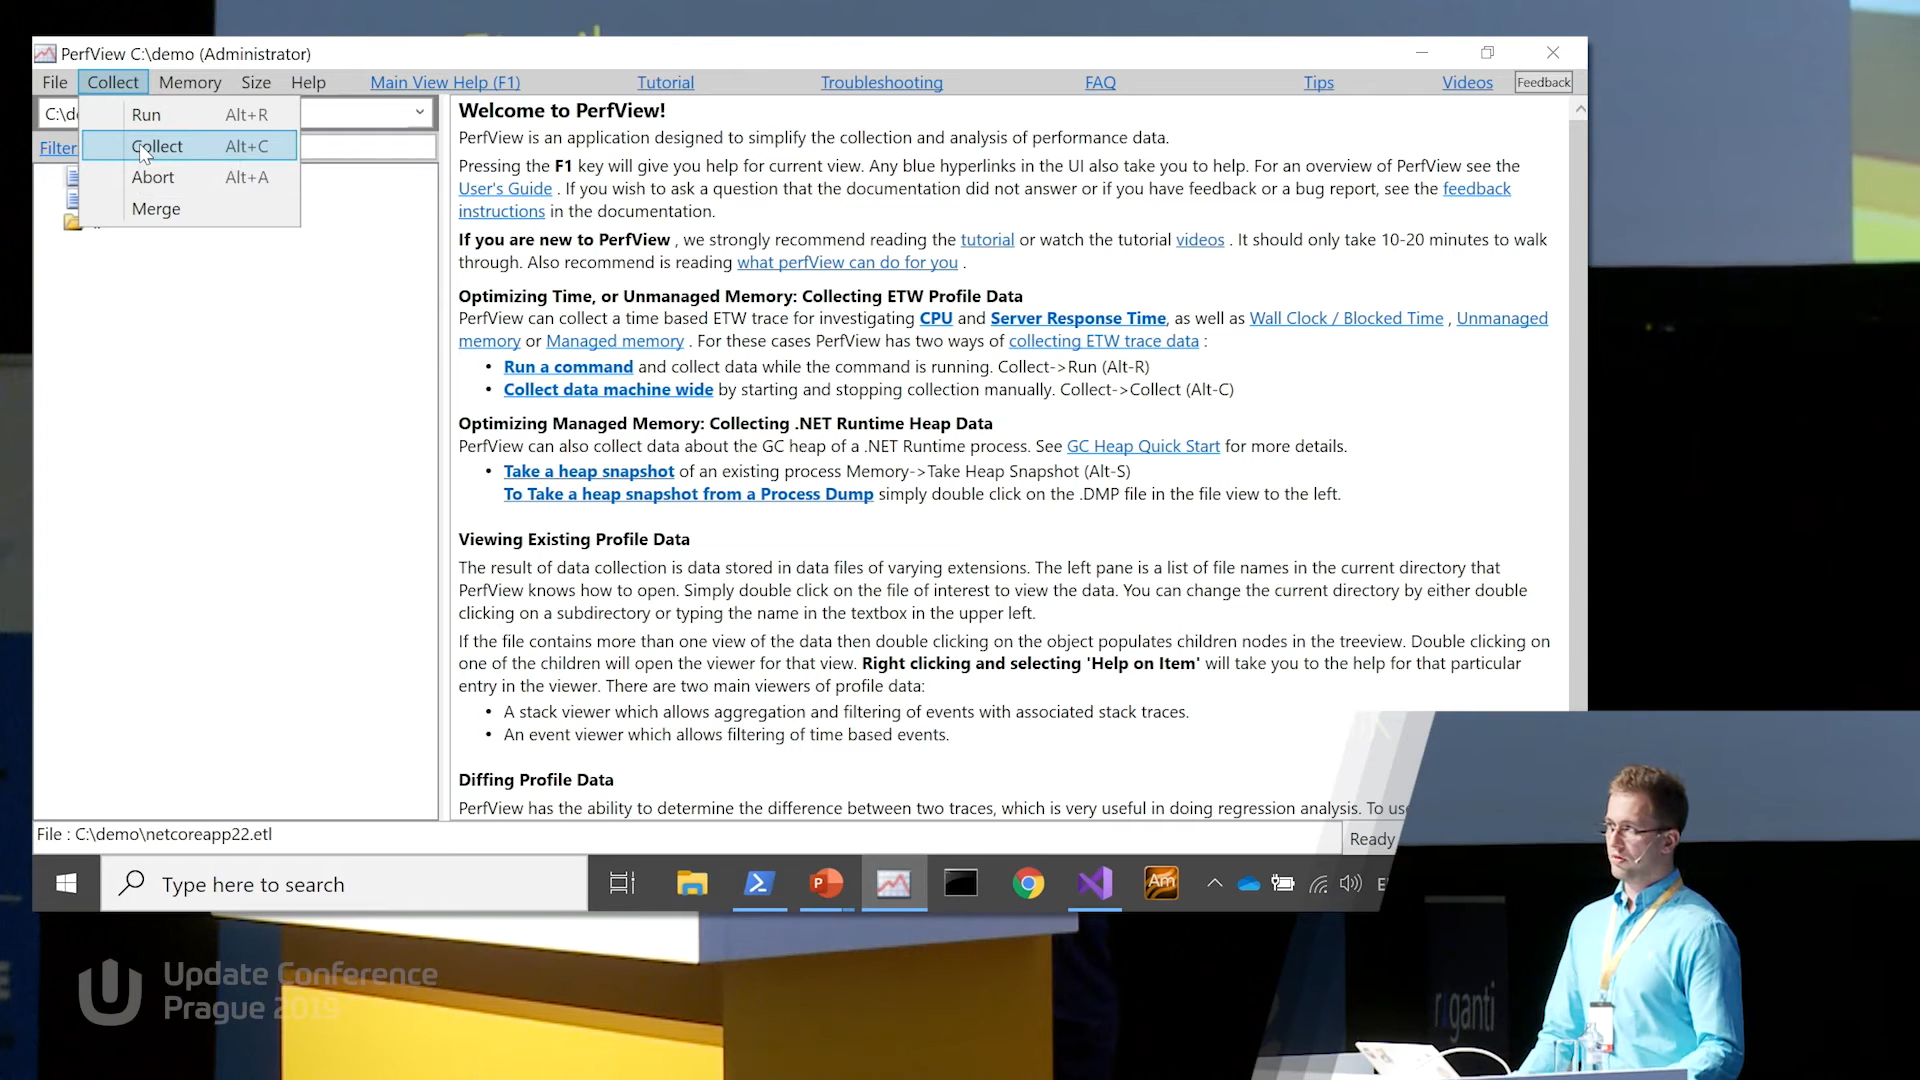 PerfView C:\demo (Administrator)
File Collect Memory Size Help Main View Help (F1) Tutorial Troubleshooting FAQ Tips Videos Feedback
Run Alt+R
Collect Alt+C
Abort Alt+A
Merge
Filter
Welcome to PerfView!
PerfView is an application designed to simplify the collection and analysis of performance data.
Pressing the F1 key will give you help for current view. Any blue hyperlinks in the UI also take you to help. For an overview of PerfView see the
User's Guide . If you wish to ask a question that the documentation did not answer or if you have feedback or a bug report, see the feedback
instructions in the documentation.
If you are new to PerfView , we strongly recommend reading the tutorial or watch the tutorial videos . It should only take 10-20 minutes to walk
through. Also recommend is reading what perfView can do for you .
Optimizing Time, or Unmanaged Memory: Collecting ETW Profile Data
PerfView can collect a time based ETW trace for investigating CPU and Server Response Time, as well as Wall Clock / Blocked Time , Unmanaged
memory or Managed memory . For these cases PerfView has two ways of collecting ETW trace data :
• Run a command and collect data while the command is running. Collect->Run (Alt-R)
• Collect data machine wide by starting and stopping collection manually. Collect->Collect (Alt-C)
Optimizing Managed Memory: Collecting .NET Runtime Heap Data
PerfView can also collect data about the GC heap of a .NET Runtime process. See GC Heap Quick Start for more details.
• Take a heap snapshot of an existing process Memory->Take Heap Snapshot (Alt-S)
To Take a heap snapshot from a Process Dump simply double click on the .DMP file in the file view to the left.
Viewing Existing Profile Data
The result of data collection is data stored in data files of varying extensions. The left pane is a list of file names in the current directory that
PerfView knows how to open. Simply double click on the file of interest to view the data. You can change the current directory by either double
clicking on a subdirectory or typing the name in the textbox in the upper left.
If the file contains more than one view of the data then double clicking on the object populates children nodes in the treeview. Double clicking on
one of the children will open the viewer for that view. Right clicking and selecting 'Help on Item' will take you to the help for that particular
entry in the viewer. There are two main viewers of profile data:
• A stack viewer which allows aggregation and filtering of events with associated stack traces.
• An event viewer which allows filtering of time based events.
Diffing Profile Data
PerfView has the ability to determine the difference between two traces, which is very useful in doing regression analysis. To use
File : C:\demo\netcoreapp22.etl
Ready
Type here to search
Am
Update Conference
Prague 2019
riganti